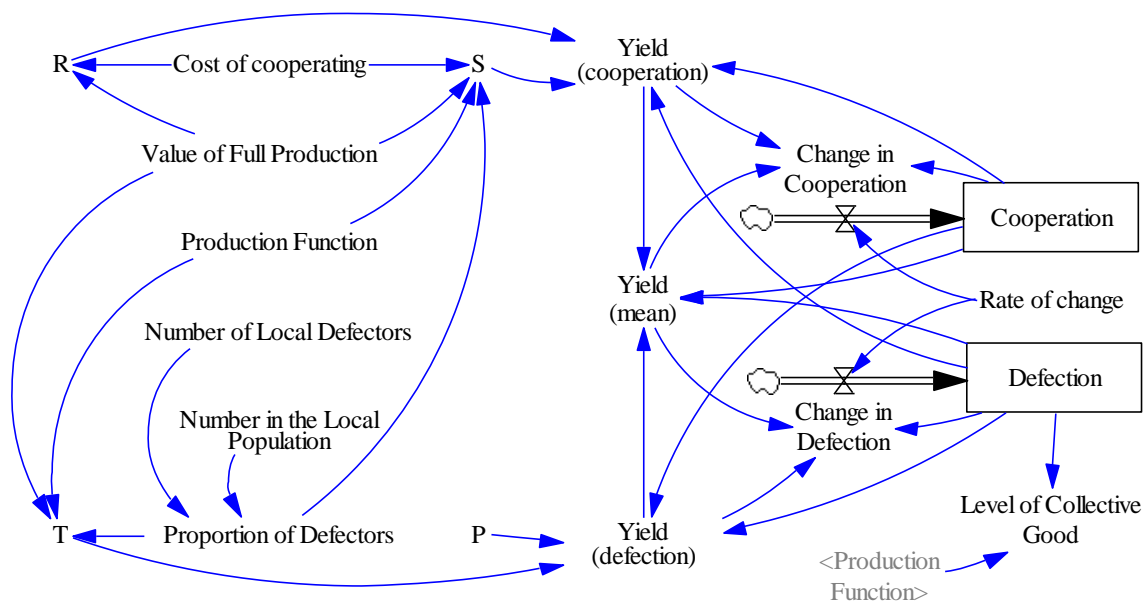 R
Cost of cooperating
S
Yield
(cooperation)
Value of Full Production
Change in
Cooperation
Cooperation
Production Function
Yield
(mean)
Rate of change
Number of Local Defectors
Defection
Number in the Local
Population
Change in
Defection
T
Proportion of Defectors
P
Yield
(defection)
Level of Collective
Good
<Production
Function>